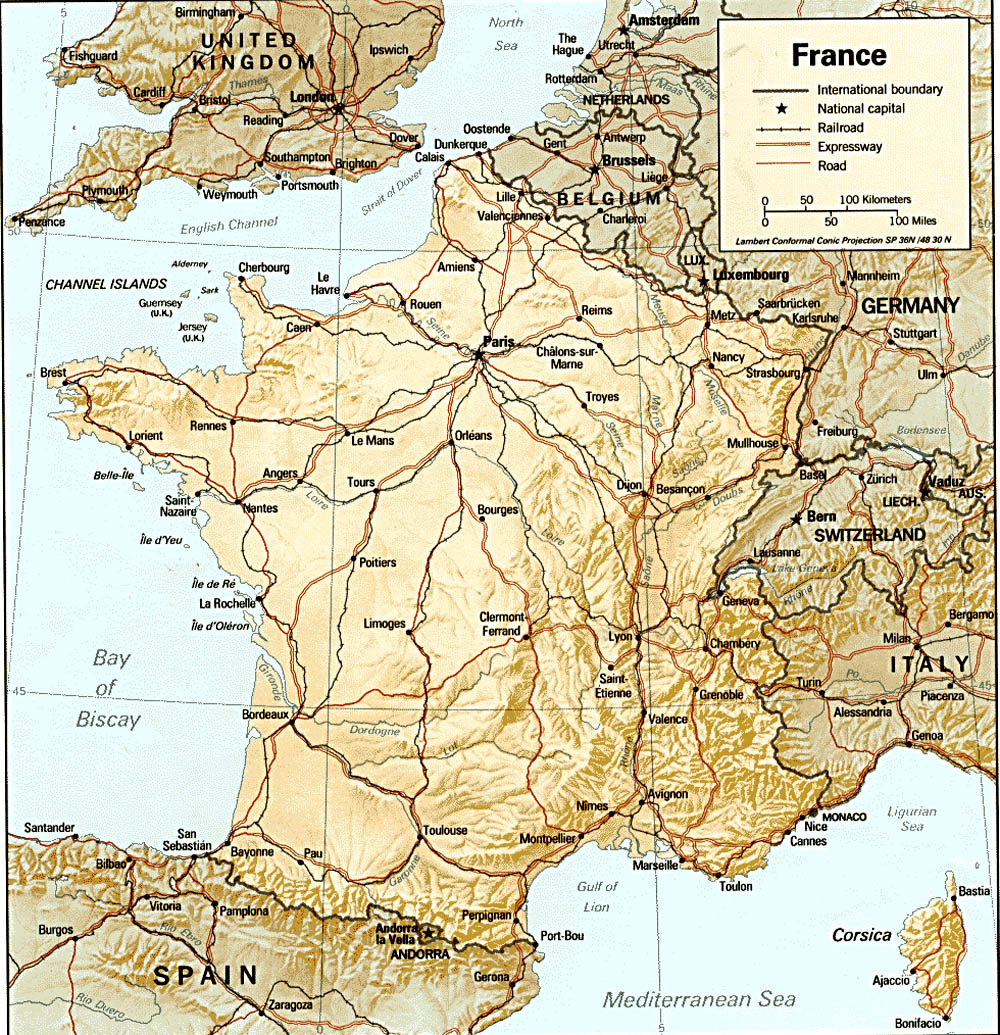 5
0
North
Sea
Birmingham
UNITED
KINGDOM
Ipswich
Fishguard
Cardiff
Bristol
Thames
London
Reading
Dover
Southampton
Brighton
Portsmouth
Weymouth
Plymouth
Penzance
50
English Channel
Strait of Dover
Amsterdam
The
Hague
Utrecht
Rotterdam
NETHERLANDS
Maas
Rhine
Oostende
Dunkerque
Calais
Gent
Antwerp
Brussels
Liège
Lille
BELGIUM
Valenciennes
Charleroi
France
International boundary
National capital
Railroad
Expressway
Road
0 50 100 Kilometers
0 50 100 Miles
Lambert Conformal Conic Projection SP 36N /48 30 N
50
CHANNEL ISLANDS
Alderney
Sark
Guernsey
(U.K.)
Jersey
(U.K.)
Cherbourg
Le
Havre
Amiens
Rouen
Caen
Seine
Paris
Reims
Châlons-sur-
Marne
LUX.
Luxembourg
Meuse
Metz
Saarbrücken
Mannheim
Karlsruhe
GERMANY
Stuttgart
Nancy
Strasbourg
Rhine
Ulm
Danube
Moselle
Brest
Rennes
Le Mans
Orléans
Troyes
Seine
Marne
Freiburg
Bodensee
Lorient
Belle-Île
Angers
Tours
Loire
Saint-
Nazaire
Nantes
Bourges
Loire
Dijon
Saône
Besançon
Doubs
Mullhouse
Basel
Zürich
Vaduz
LIECH.
AUS.
Bern
SWITZERLAND
Inn
Île d'Yeu
Poitiers
Saône
Lausanne
Lake Geneva
Rhône
Geneva
Île de Ré
La Rochelle
Île d'Oléron
Limoges
Clermont-
Ferrand
Lyon
Chambéry
Bergamo
Milan
ITALY
Bay
of
Biscay
45
Gironde
Saint-
Etienne
Grenoble
Turin
Po
45
Piacenza
Alessandria
Bordeaux
Dordogne
Lot
Valence
Rhône
Genoa
Avignon
Nîmes
Montpellier
MONACO
Nice
Cannes
Ligurian
Sea
Santander
San
Sebastián
Bilbao
Bayonne
Pau
Toulouse
Garonne
Marseille
Toulon
Gulf of
Lion
Vitoria
Pamplona
Burgos
Rio Ebro
Andorra
la Vella
ANDORRA
Perpignan
Port-Bou
Bastia
Corsica
SPAIN
Gerona
Ajaccio
Rio Duero
Zaragoza
Mediterranean Sea
Bonifacio
0
5